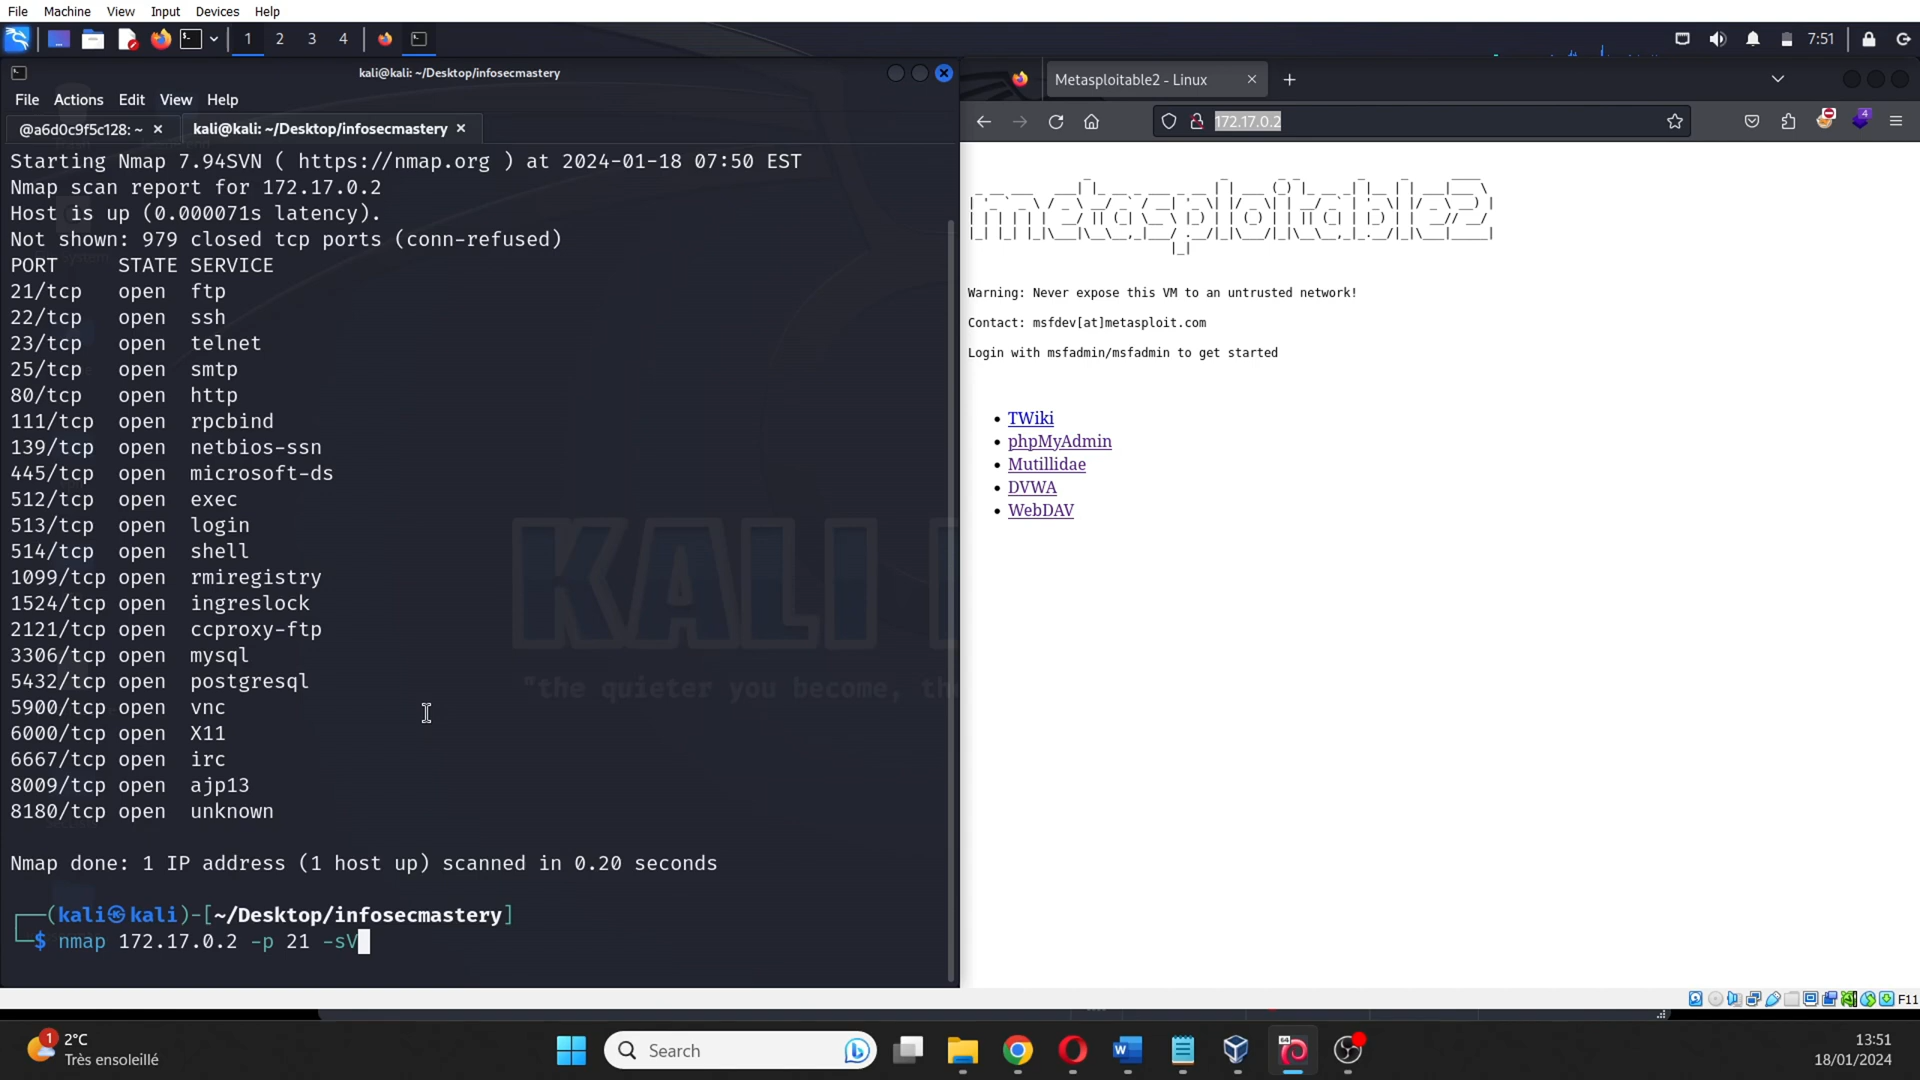 File Machine View Input Devices Help
1 2 3 4
7:51
kali@kali: ~/Desktop/infosecmastery
File Actions Edit View Help
@a6d0c9f5c128: ~
kali@kali: ~/Desktop/infosecmastery
Starting Nmap 7.94SVN ( https://nmap.org ) at 2024-01-18 07:50 EST
Nmap scan report for 172.17.0.2
Host is up (0.000071s latency).
Not shown: 979 closed tcp ports (conn-refused)
PORT STATE SERVICE
21/tcp open ftp
22/tcp open ssh
23/tcp open telnet
25/tcp open smtp
80/tcp open http
111/tcp open rpcbind
139/tcp open netbios-ssn
445/tcp open microsoft-ds
512/tcp open exec
513/tcp open login
514/tcp open shell
1099/tcp open rmiregistry
1524/tcp open ingreslock
2121/tcp open ccproxy-ftp
3306/tcp open mysql
5432/tcp open postgresql
5900/tcp open vnc
6000/tcp open X11
6667/tcp open irc
8009/tcp open ajp13
8180/tcp open unknown
Nmap done: 1 IP address (1 host up) scanned in 0.20 seconds
┌──(kali㉿kali)-[~/Desktop/infosecmastery]
└─$ nmap 172.17.0.2 -p 21 -sV
KALI
"the quieter you become, th
Metasploitable2 - Linux
172.17.0.2
4
metasploitable2
Warning: Never expose this VM to an untrusted network!
Contact: msfdev[at]metasploit.com
Login with msfadmin/msfadmin to get started
TWiki
phpMyAdmin
Mutillidae
DVWA
WebDAV
F11
1
2°C
Très ensoleillé
Search
64
13:51
18/01/2024